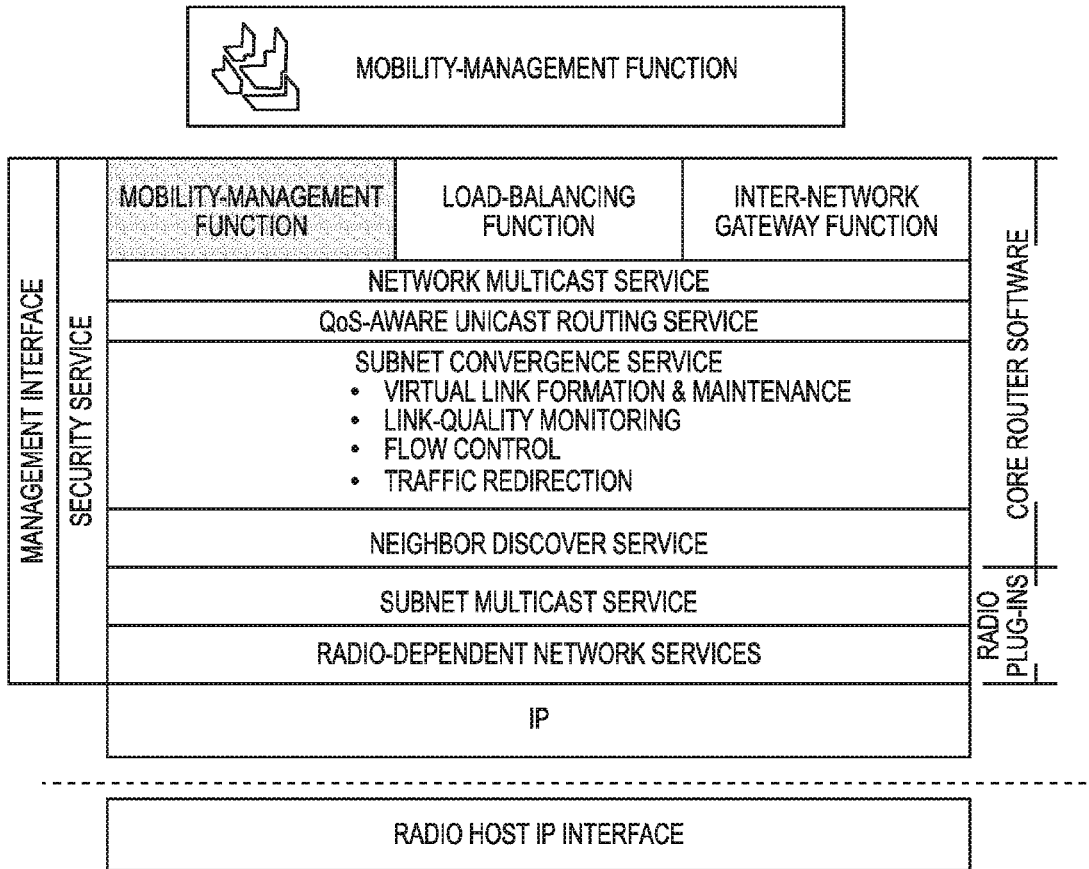 MOBILITY-MANAGEMENT FUNCTION
MANAGEMENT INTERFACE
SECURITY SERVICE
MOBILITY-MANAGEMENT
FUNCTION
LOAD-BALANCING
FUNCTION
INTER-NETWORK
GATEWAY FUNCTION
NETWORK MULTICAST SERVICE
QoS-AWARE UNICAST ROUTING SERVICE
SUBNET CONVERGENCE SERVICE
• VIRTUAL LINK FORMATION & MAINTENANCE
• LINK-QUALITY MONITORING
• FLOW CONTROL
• TRAFFIC REDIRECTION
NEIGHBOR DISCOVER SERVICE
SUBNET MULTICAST SERVICE
RADIO-DEPENDENT NETWORK SERVICES
IP
CORE ROUTER SOFTWARE
RADIO
PLUG-INS
RADIO HOST IP INTERFACE